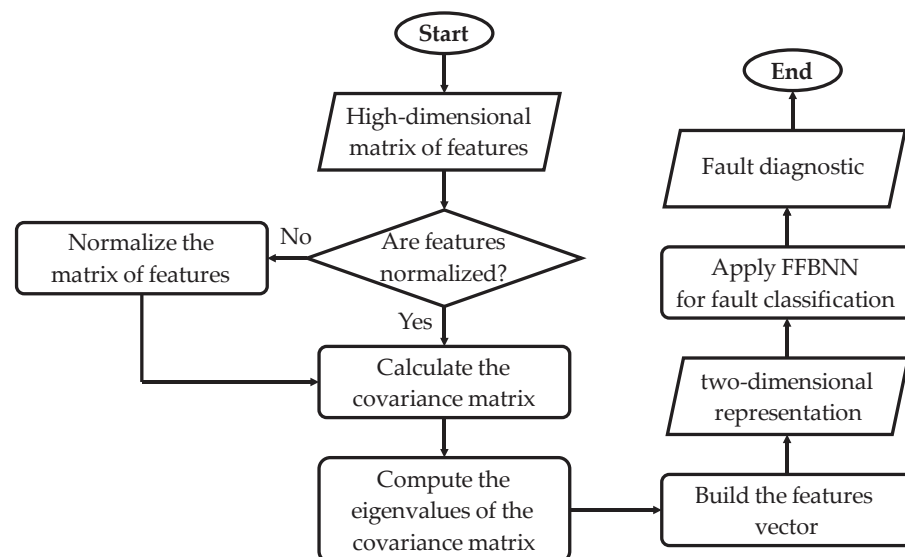 Start
High-dimensional
matrix of features
Are features
normalized?
No
Normalize the
matrix of features
Yes
Calculate the
covariance matrix
Compute the
eigenvalues of the
covariance matrix
Build the features
vector
two-dimensional
representation
Apply FFBNN
for fault classification
Fault diagnostic
End